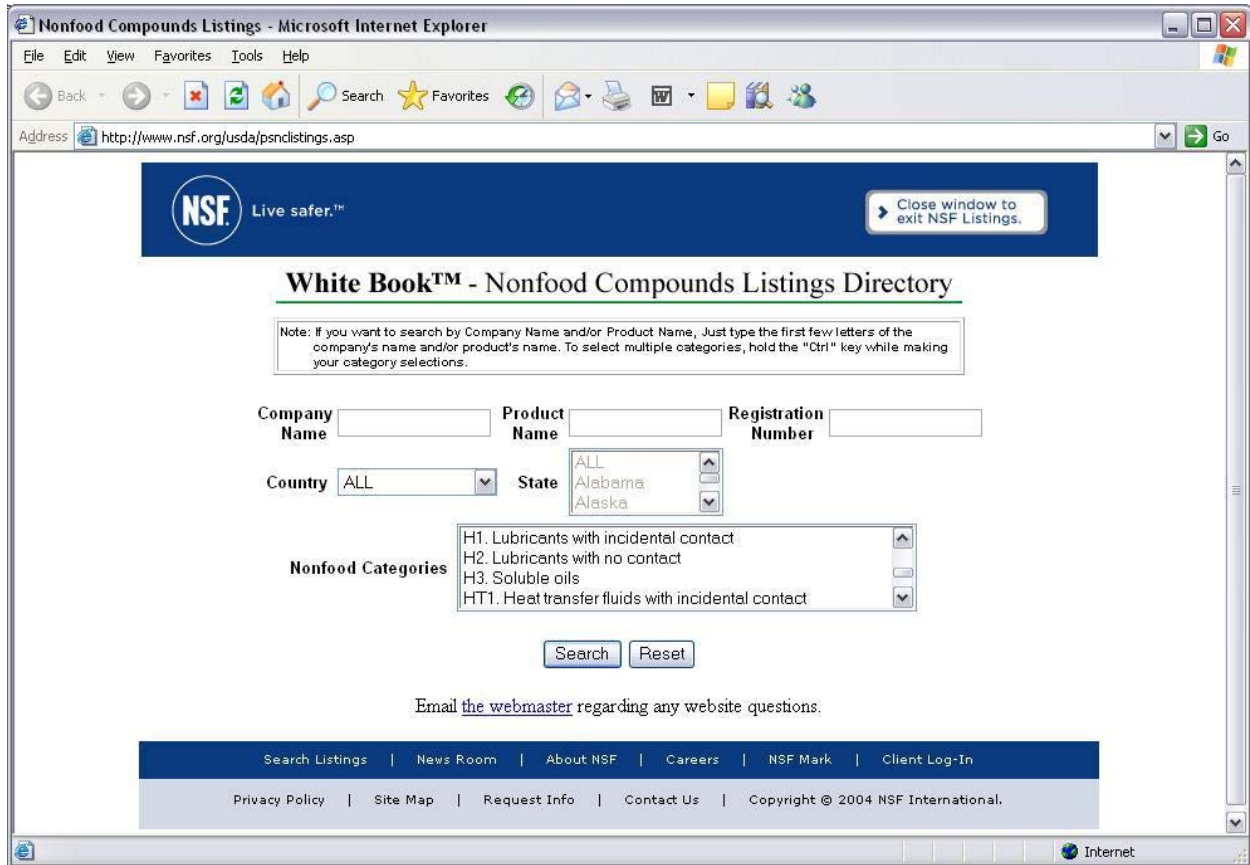 Nonfood Compounds Listings - Microsoft Internet Explorer
File Edit View Favorites Tools Help
Back Search Favorites
Address http://www.nsf.org/usda/psnclistings.asp Go
NSF. Live safer.™
Close window to
exit NSF Listings.
White Book™ - Nonfood Compounds Listings Directory
Note: If you want to search by Company Name and/or Product Name, Just type the first few letters of the
company's name and/or product's name. To select multiple categories, hold the "Ctrl" key while making
your category selections.
Company Name Product Name Registration Number
Country ALL State ALL
Alabama
Alaska
Nonfood Categories
H1. Lubricants with incidental contact
H2. Lubricants with no contact
H3. Soluble oils
HT1. Heat transfer fluids with incidental contact
Search Reset
Email the webmaster regarding any website questions.
Search Listings | News Room | About NSF | Careers | NSF Mark | Client Log-In
Privacy Policy | Site Map | Request Info | Contact Us | Copyright © 2004 NSF International.
Internet